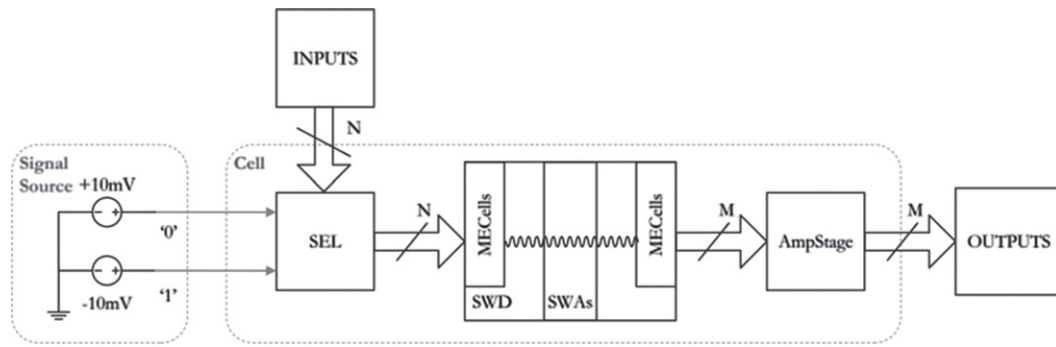 INPUTS
N
Signal
Source
+10mV
Cell
'0'
'1'
-10mV
SEL
N
MECells
SWD
SWAs
MECells
M
AmpStage
M
OUTPUTS